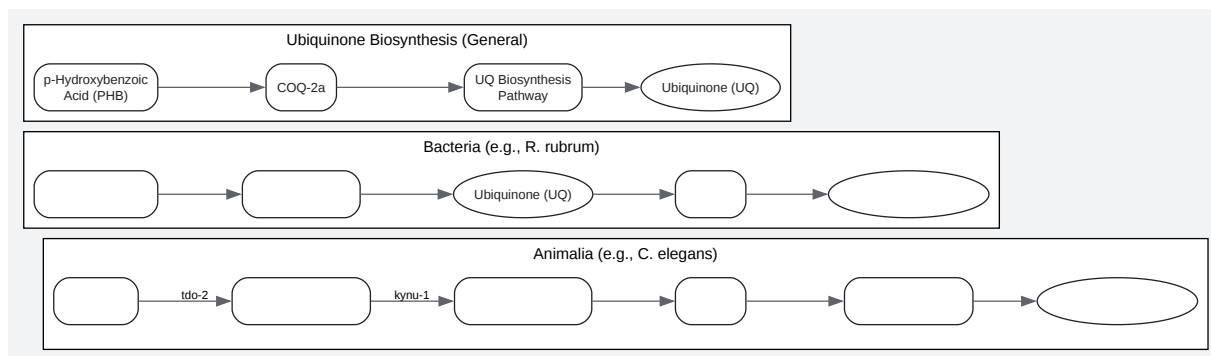 Ubiquinone Biosynthesis (General)
p-Hydroxybenzoic
Acid (PHB)
COQ-2a
UQ Biosynthesis
Pathway
Ubiquinone (UQ)
Bacteria (e.g., R. rubrum)
Ubiquinone (UQ)
Animalia (e.g., C. elegans)
tdo-2
kynu-1